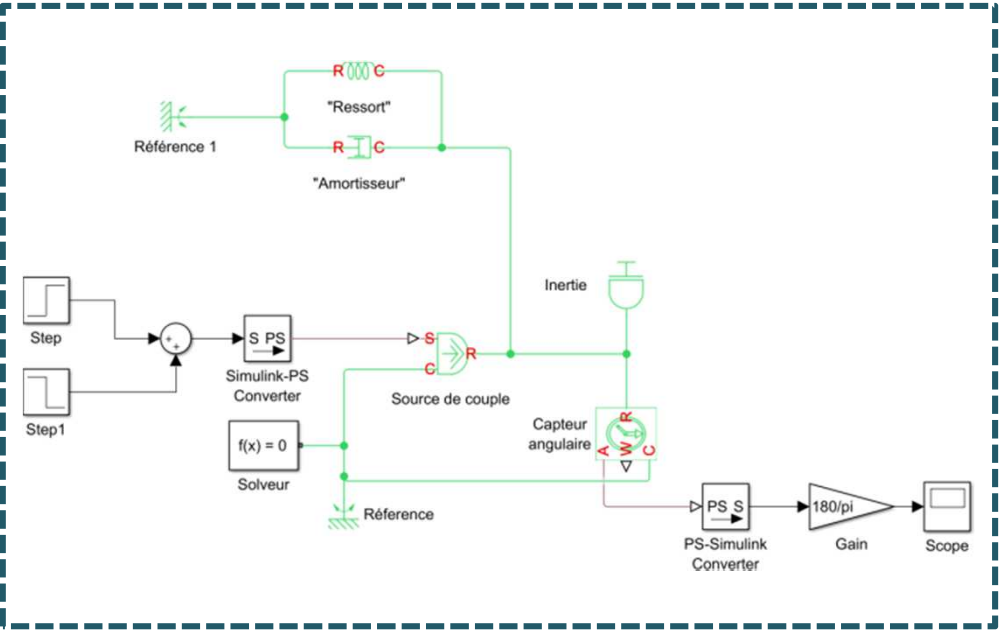 R C
"Ressort"
Référence 1
R C
"Amortisseur"
Inertie
Step
+
+
S PS
Simulink-PS
Converter
S
R
C
Source de couple
Step1
f(x) = 0
Solveur
Capteur
angulaire
R
A W C
Réference
PS S
PS-Simulink
Converter
180/pi
Gain
Scope